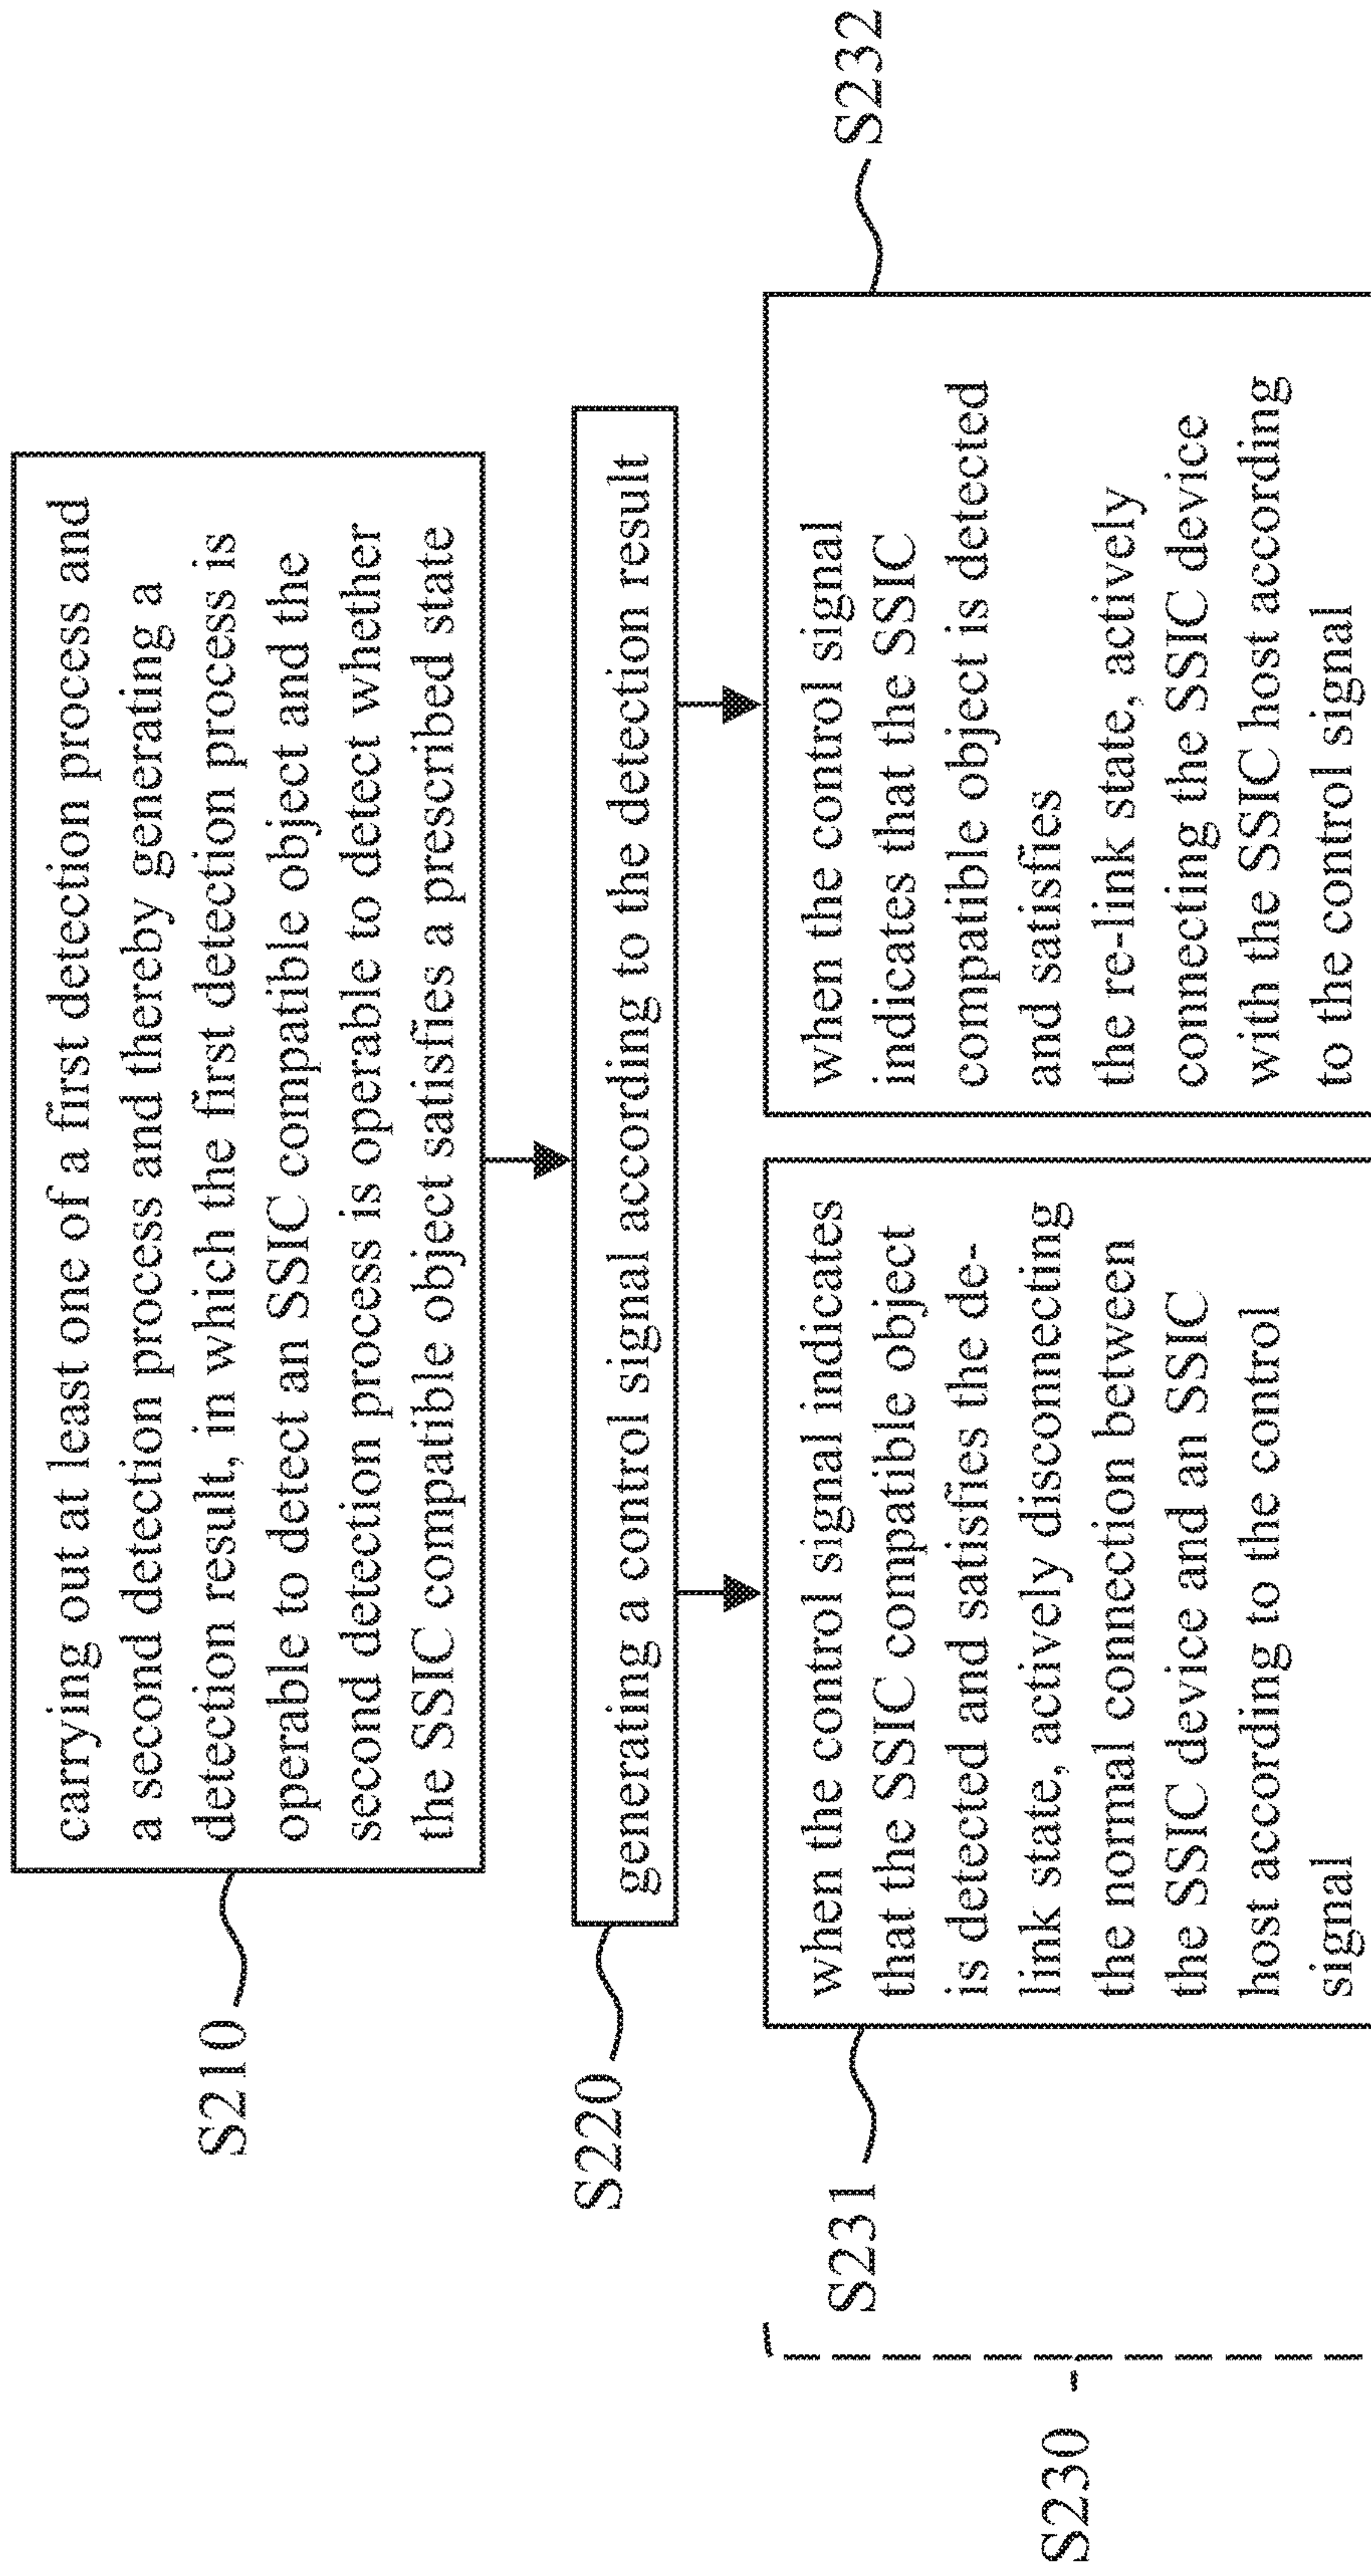 carrying out at least one of a first detection process and
a second detection process and thereby generating a
detection result, in which the first detection process is
operable to detect an SSIC compatible object and the
second detection process is operable to detect whether
the SSIC compatible object satisfies a prescribed state
S210
generating a control signal according to the detection result
S220
when the control signal indicates
that the SSIC compatible object
is detected and satisfies the de-
link state, actively disconnecting
the normal connection between
the SSIC device and an SSIC
host according to the control
signal
S231
when the control signal
indicates that the SSIC
compatible object is detected
and satisfies
the re-link state, actively
connecting the SSIC device
with the SSIC host according
to the control signal
S232
S230